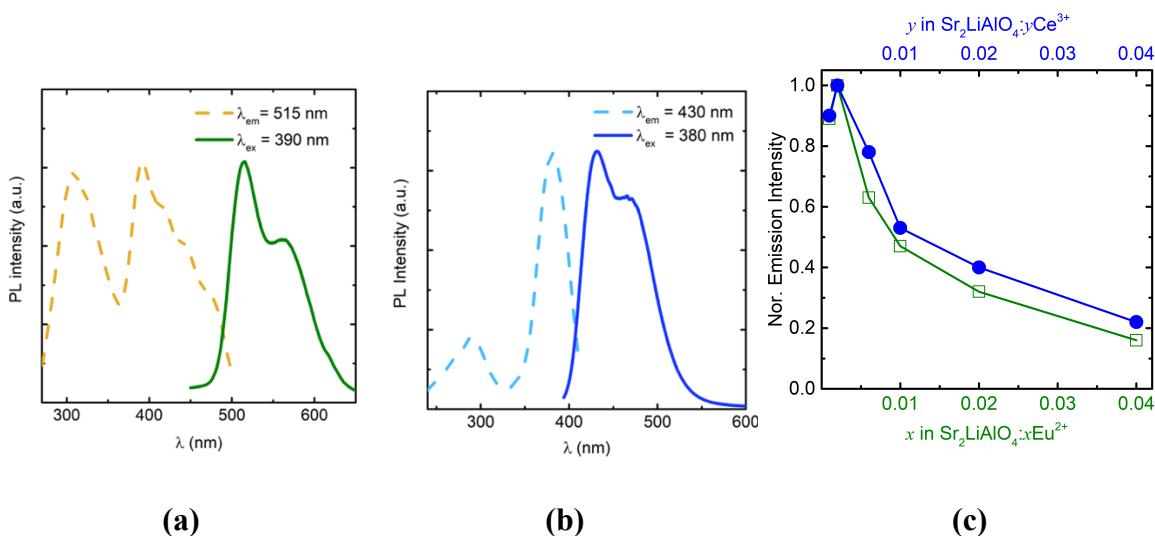 PL intensity (a.u.)
λem = 515 nm
λex = 390 nm
300 400 500 600
λ (nm)
(a)
PL Intensity (a.u.)
λem = 430 nm
λex = 380 nm
300 400 500 600
λ (nm)
(b)
y in Sr2LiAlO4:yCe3+
0.01 0.02 0.03 0.04
Nor. Emission Intensity
1.0
0.8
0.6
0.4
0.2
0.0
0.01 0.02 0.03 0.04
x in Sr2LiAlO4:xEu2+
(c)